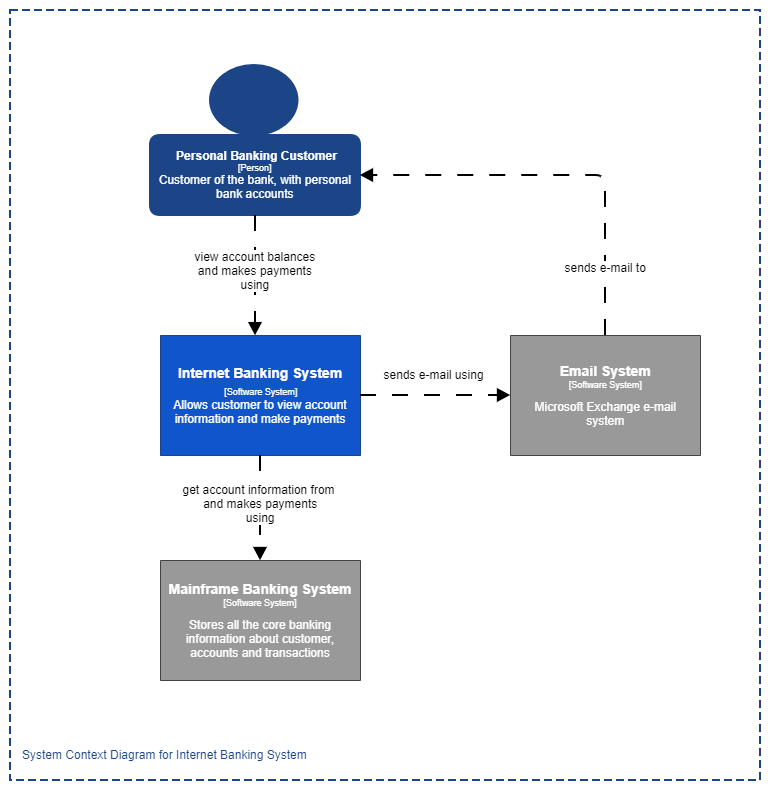 Personal Banking Customer
[Person]
Customer of the bank, with personal
bank accounts
view account balances
and makes payments
using
sends e-mail to
Internet Banking System
[Software System]
Allows customer to view account
information and make payments
sends e-mail using
Email System
[Software System]
Microsoft Exchange e-mail
system
get account information from
and makes payments
using
Mainframe Banking System
[Software System]
Stores all the core banking
information about customer,
accounts and transactions
System Context Diagram for Internet Banking System